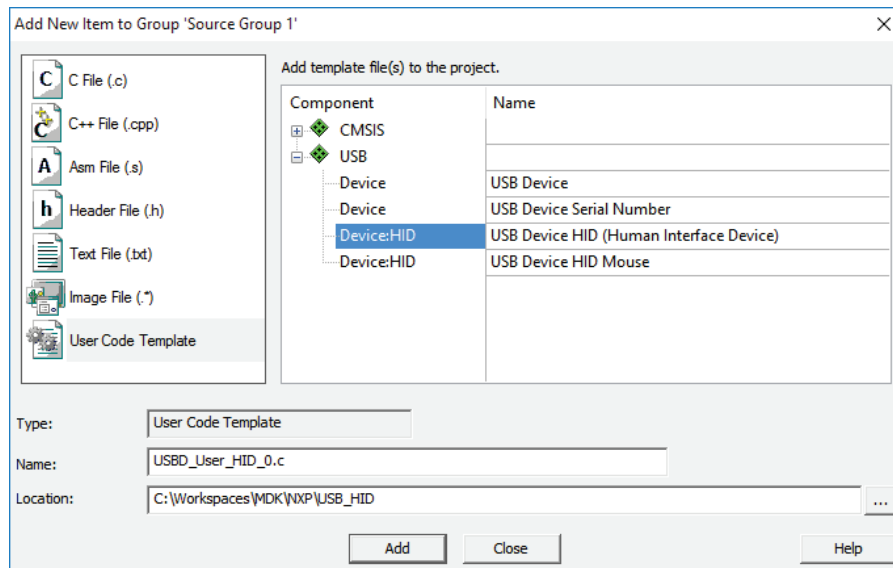 Add New Item to Group 'Source Group 1'
C File (.c)
C++ File (.cpp)
Asm File (.s)
Header File (.h)
Text File (.txt)
Image File (.*)
User Code Template
Add template file(s) to the project.
Component Name
CMSIS
USB
Device USB Device
Device USB Device Serial Number
Device:HID USB Device HID (Human Interface Device)
Device:HID USB Device HID Mouse
Type: User Code Template
Name: USBD_User_HID_0.c
Location: C:\Workspaces\MDK\NXP\USB_HID ...
Add Close Help